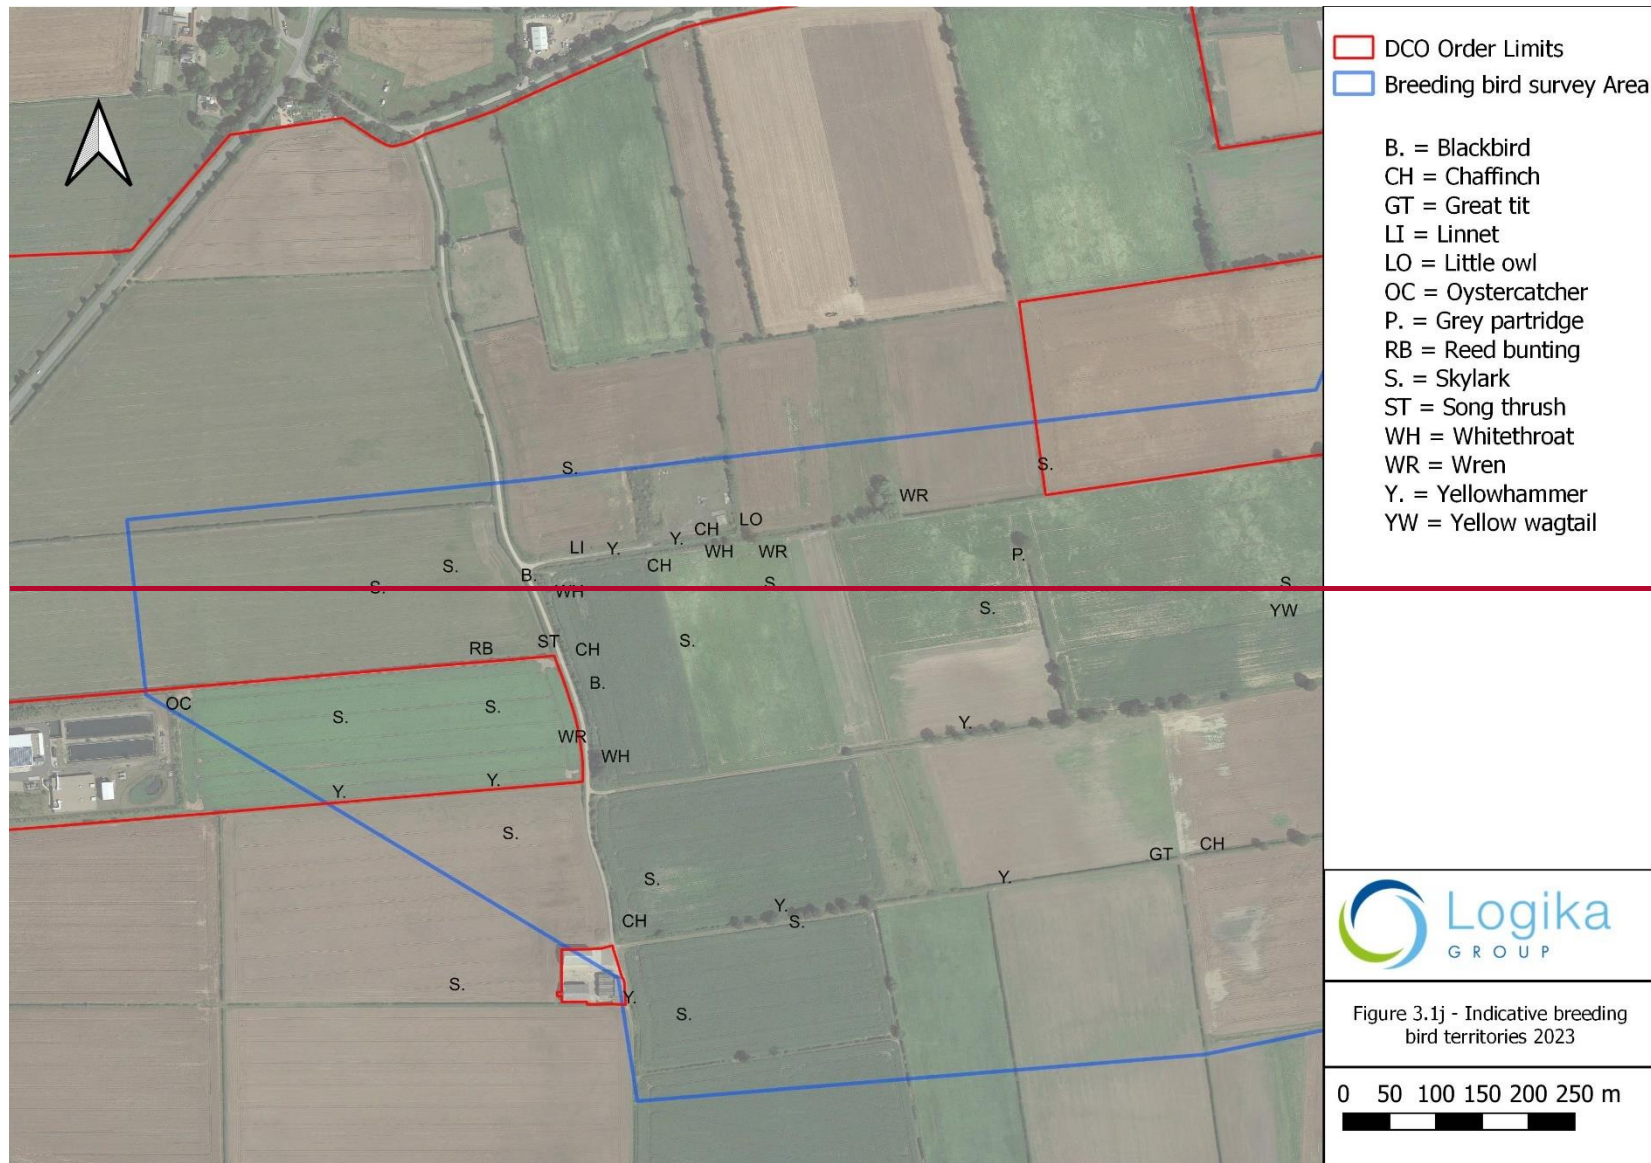 DCO Order Limits
Breeding bird survey Area
B. = Blackbird
CH = Chaffinch
GT = Great tit
LI = Linnet
LO = Little owl
OC = Oystercatcher
P. = Grey partridge
RB = Reed bunting
S. = Skylark
ST = Song thrush
WH = Whitethroat
WR = Wren
Y. = Yellowhammer
YW = Yellow wagtail
S.
S.
WR
LO
CH
Y.
LI
Y.
WH
WR
P.
CH
S.
B.
S.
S.
S.
WH
S.
YW
ST
S.
RB
CH
B.
OC
S.
S.
Y.
WR
WH
Y.
Y.
S.
CH
GT
S.
Y.
Y.
CH
S.
S.
Y.
S.
Logika
GROUP
Figure 3.1j - Indicative breeding
bird territories 2023
0 50 100 150 200 250 m